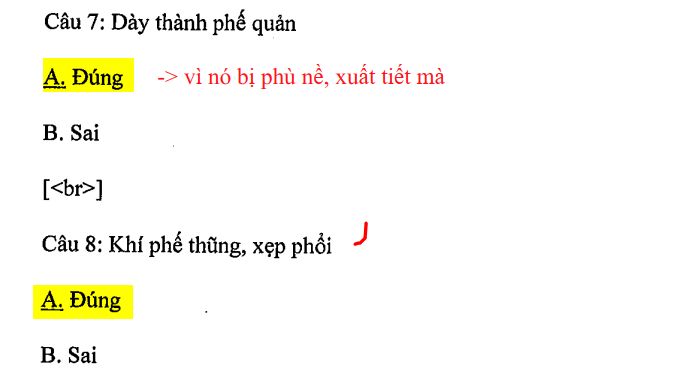 Câu 7: Dày thành phế quản
A. Đúng -> vì nó bị phù nề, xuất tiết mà
B. Sai
[<br>]
Câu 8: Khí phế thũng, xẹp phổi
A. Đúng
B. Sai